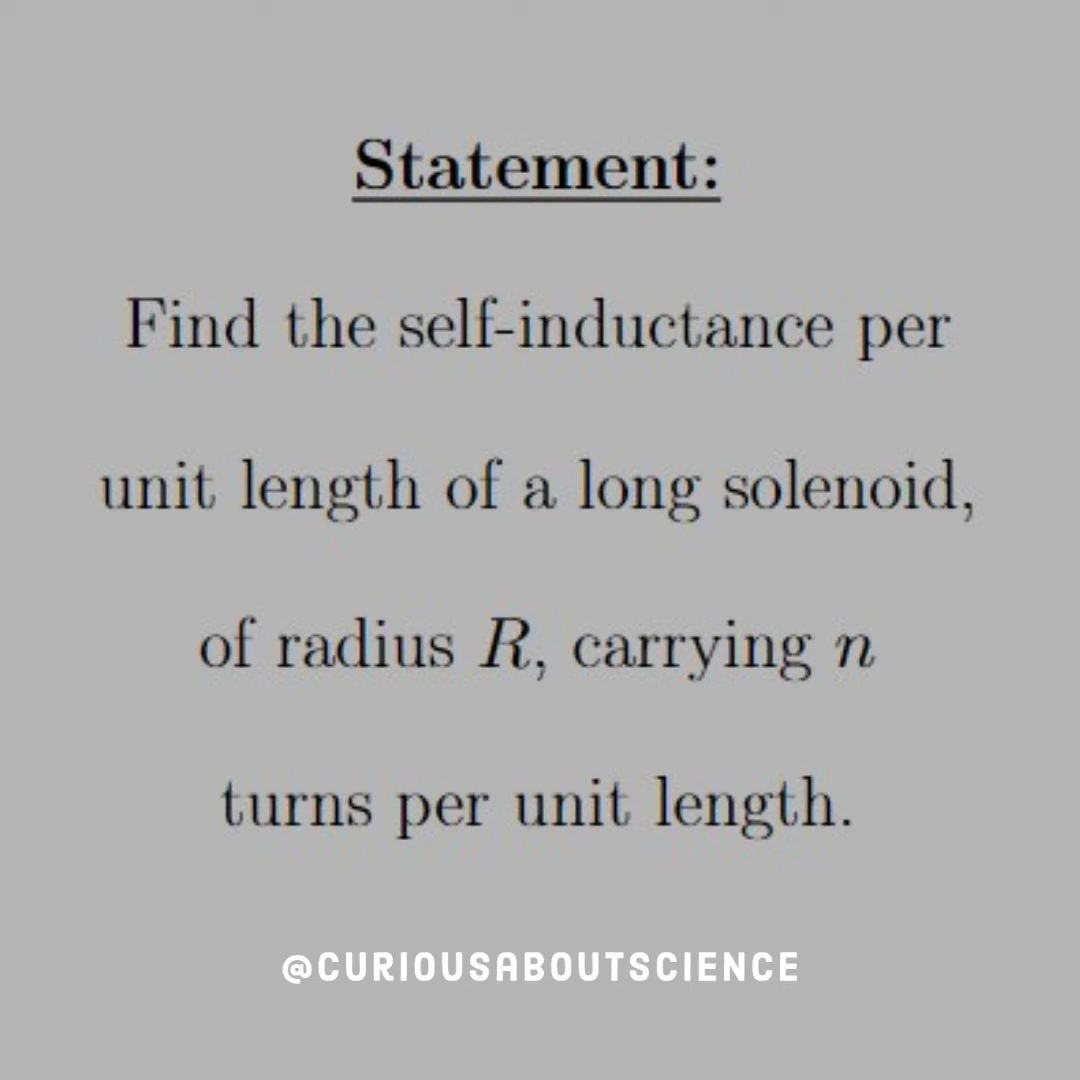 Statement:
Find the self-inductance per
unit length of a long solenoid,
of radius R, carrying n
turns per unit length.
@CURIOUSABOUTSCIENCE